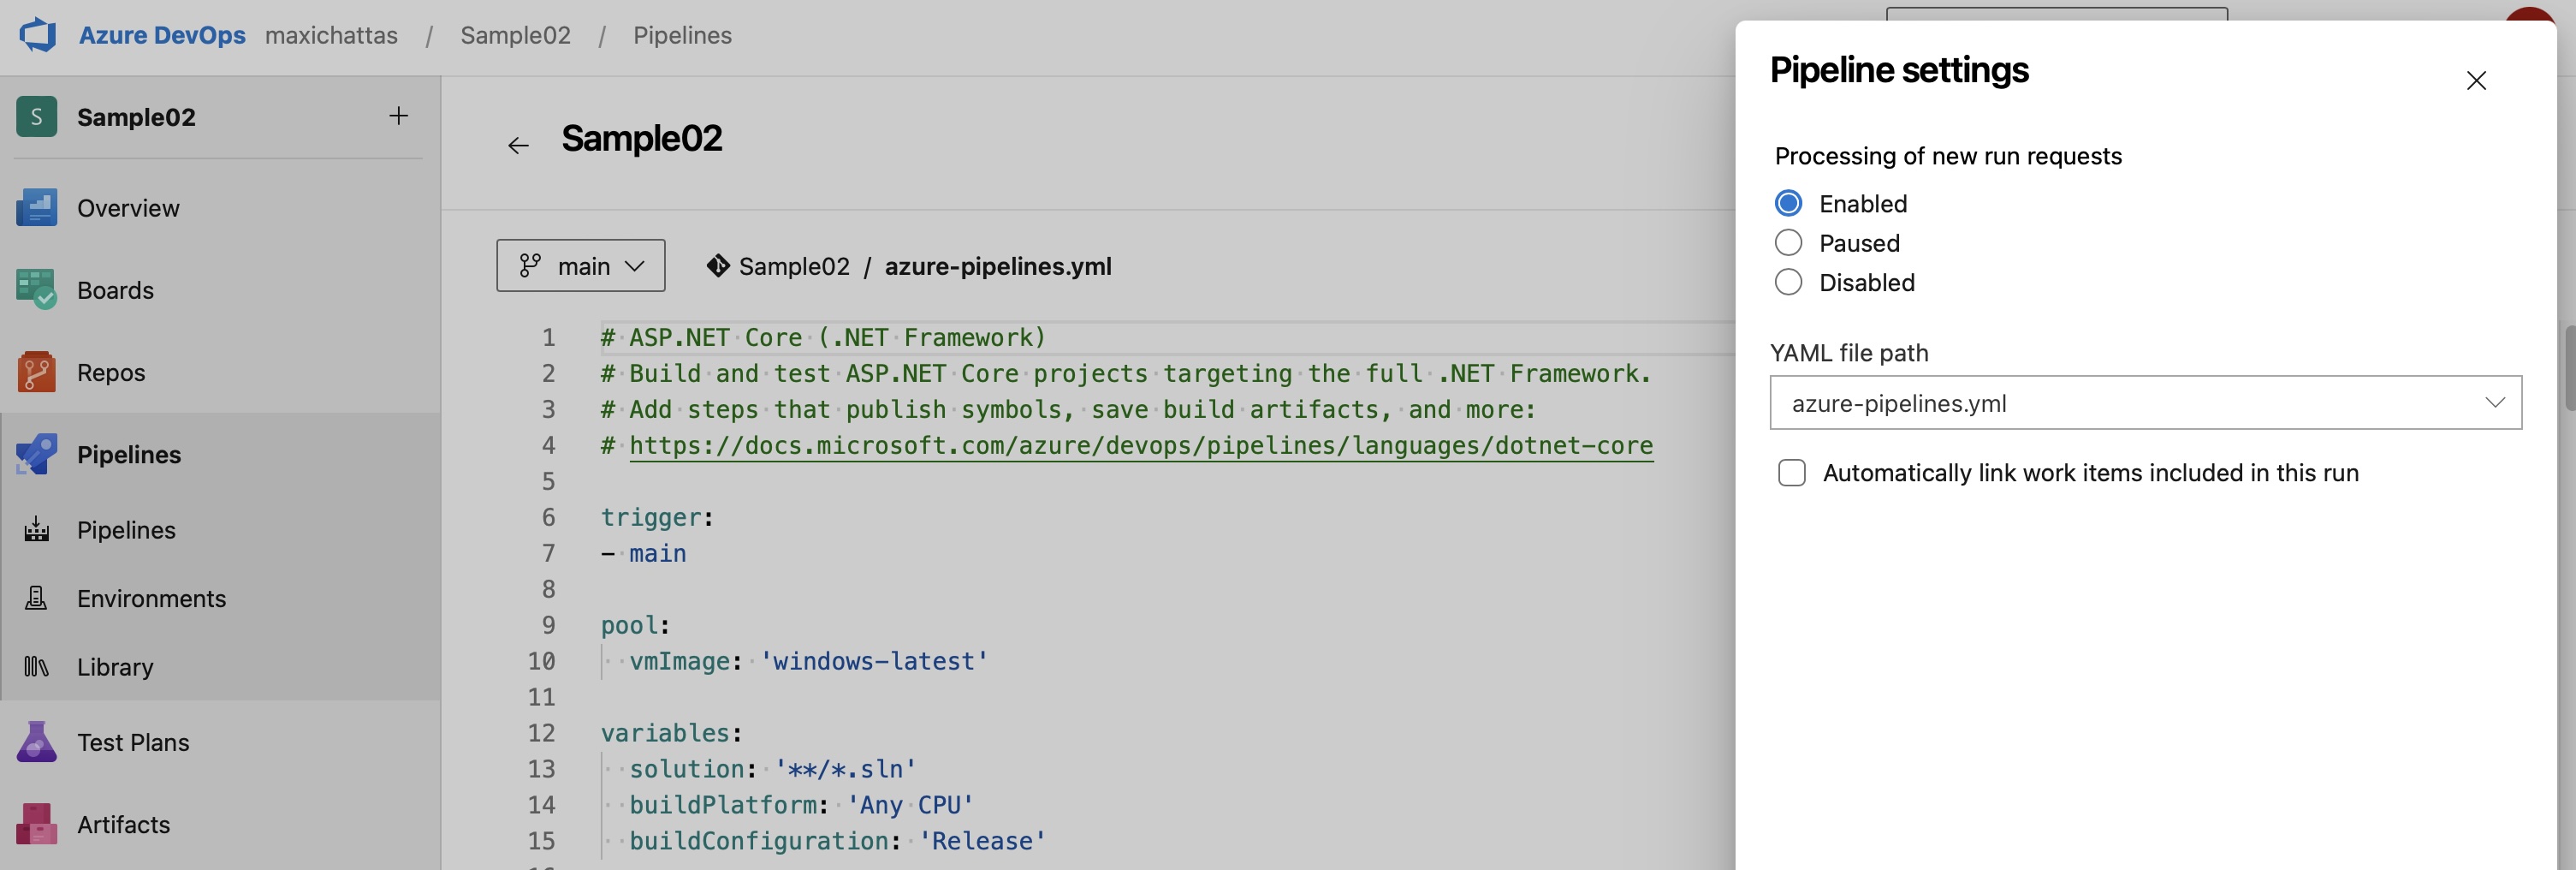 Azure DevOps maxichattas / Sample02 / Pipelines
S Sample02 +
Overview
Boards
Repos
Pipelines
Pipelines
Environments
Library
Test Plans
Artifacts
Sample02
main
Sample02 / azure-pipelines.yml
1 # ASP.NET Core (.NET Framework)
2 # Build and test ASP.NET Core projects targeting the full .NET Framework.
3 # Add steps that publish symbols, save build artifacts, and more:
4 # https://docs.microsoft.com/azure/devops/pipelines/languages/dotnet-core
5
6 trigger:
7 - main
8
9 pool:
10   vmImage: 'windows-latest'
11
12 variables:
13   solution: '**/*.sln'
14   buildPlatform: 'Any CPU'
15   buildConfiguration: 'Release'
Pipeline settings
Processing of new run requests
Enabled
Paused
Disabled
YAML file path
azure-pipelines.yml
Automatically link work items included in this run